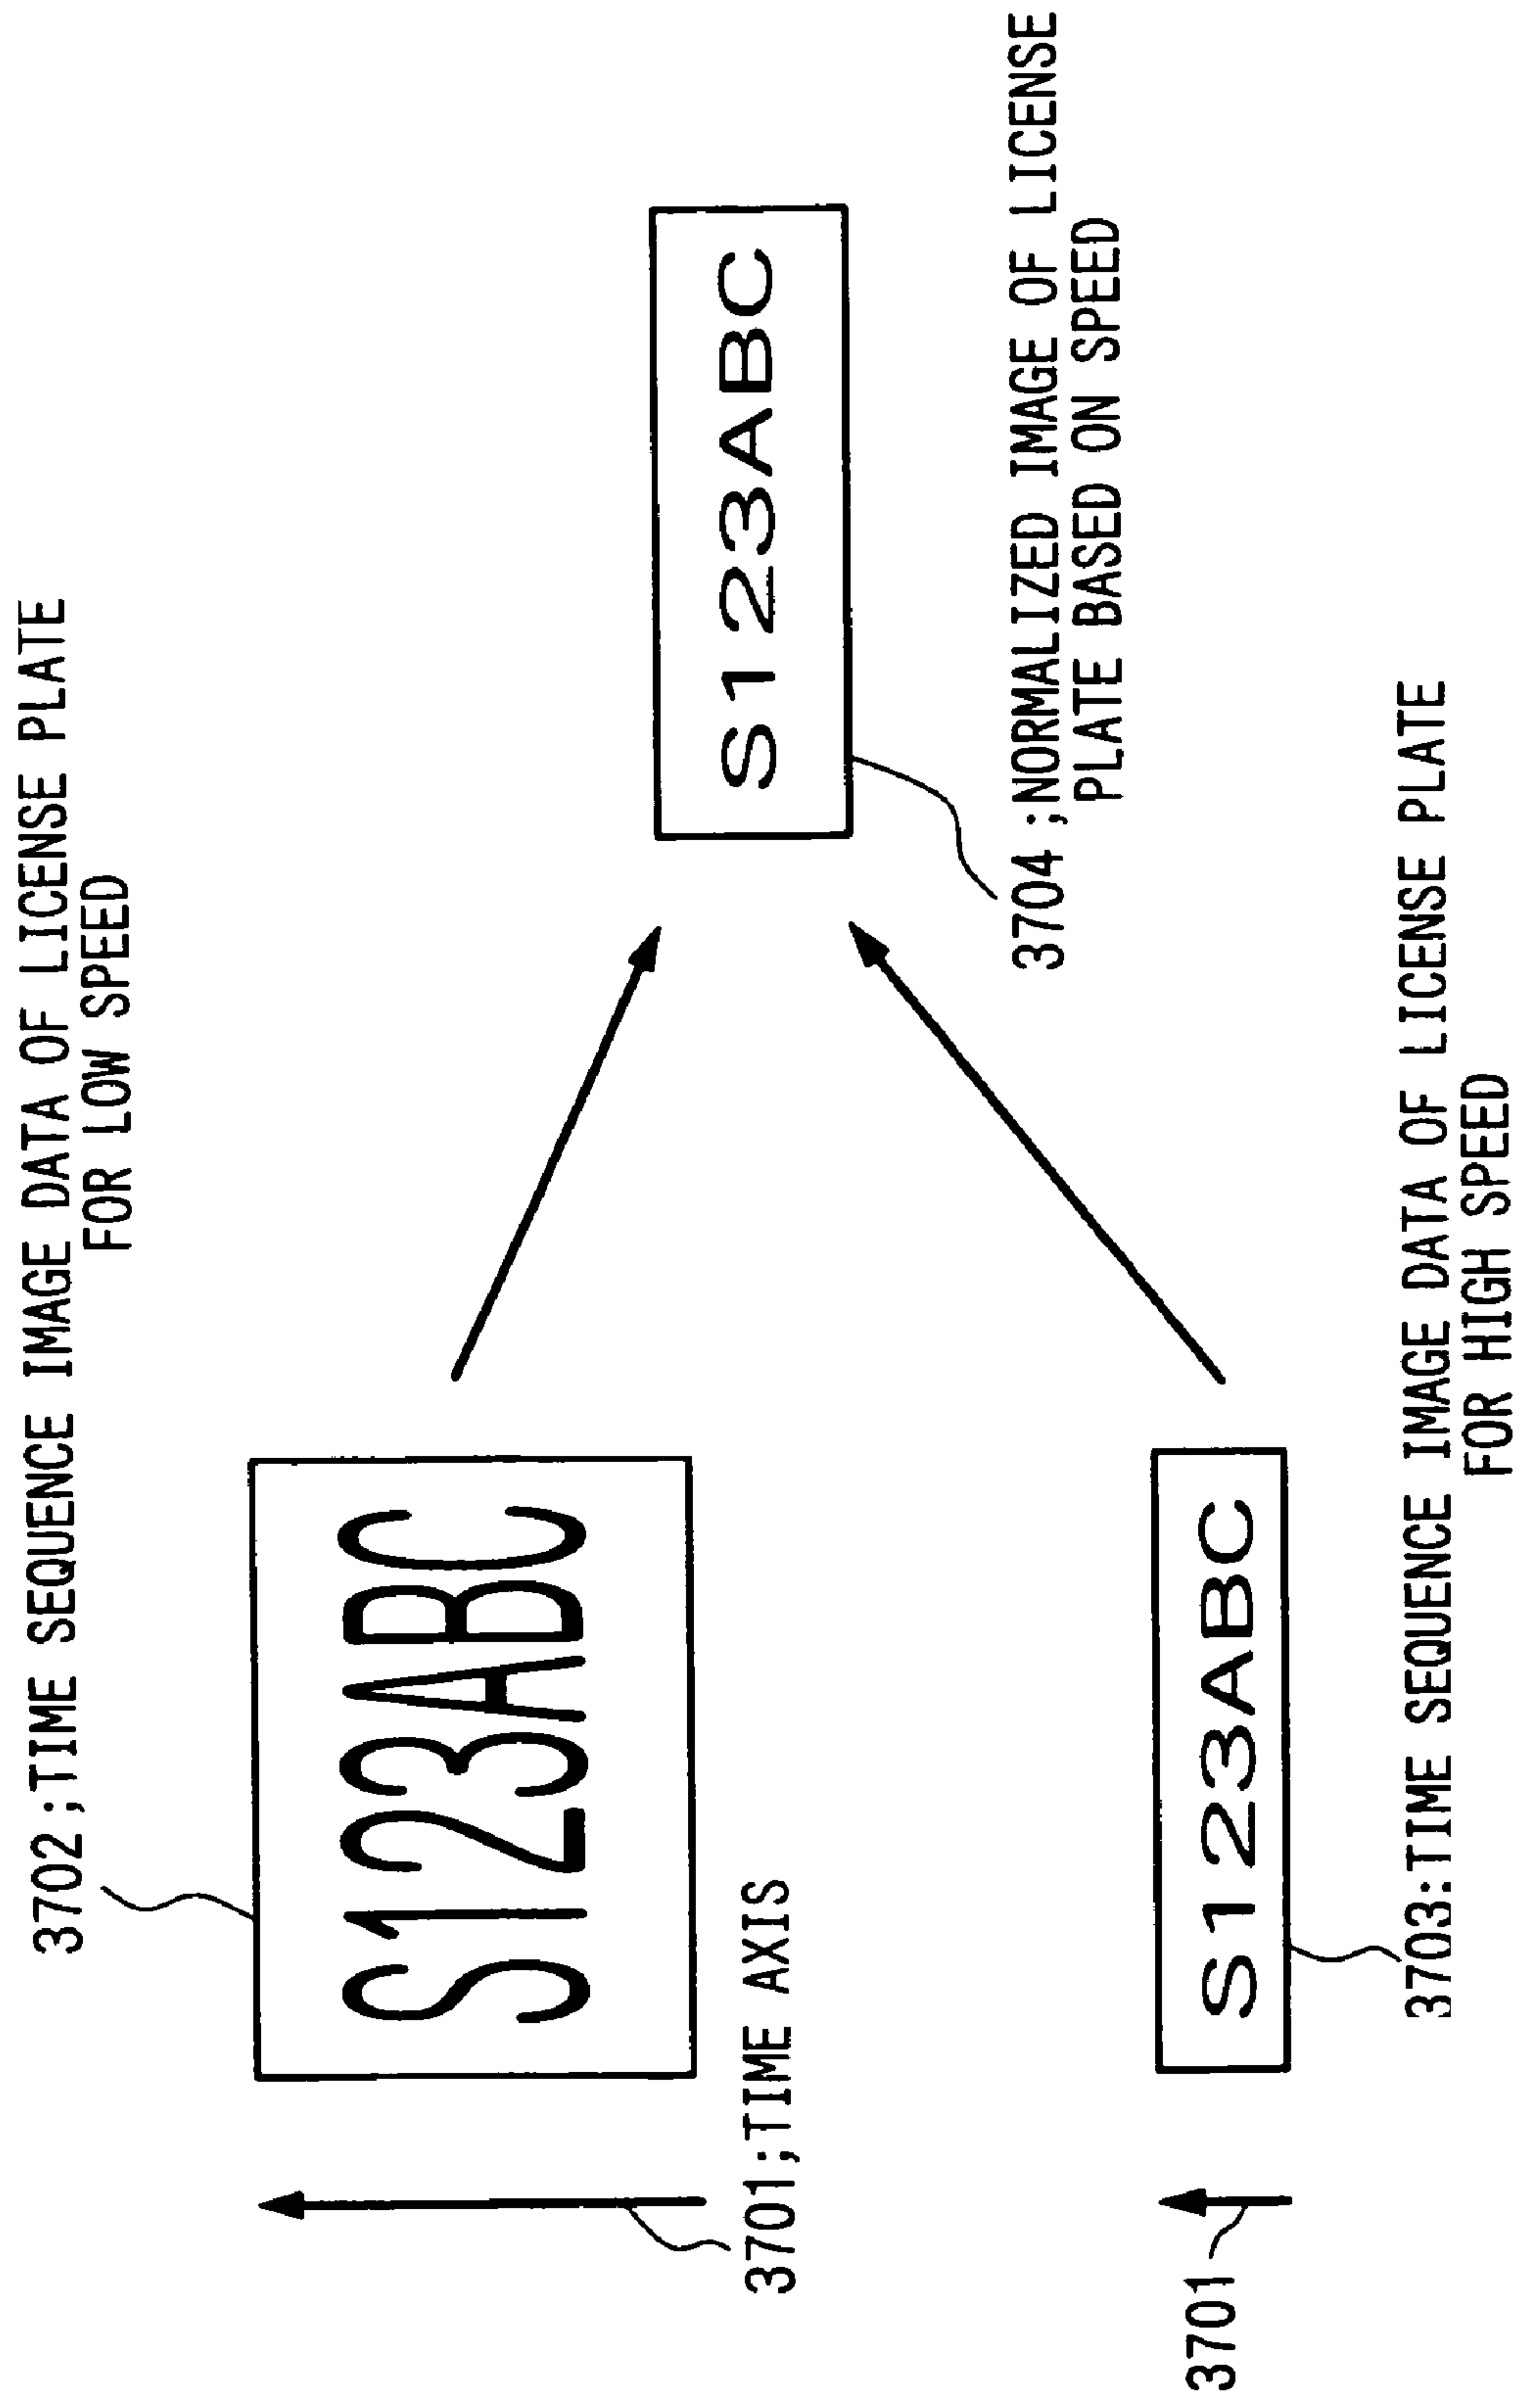 3702;TIME SEQUENCE IMAGE DATA OF LICENSE PLATE
FOR LOW SPEED
S123ABC
3701;TIME AXIS
S123ABC
3704;NORMALIZED IMAGE OF LICENSE
PLATE BASED ON SPEED
3701
S123ABC
3703:TIME SEQUENCE IMAGE DATA OF LICENSE PLATE
FOR HIGH SPEED